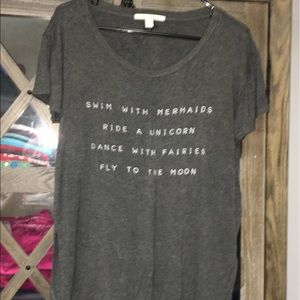 SWIM WITH MERMAIDS
RIDE A UNICORN
DANCE WITH FAIRIES
FLY TO THE MOON